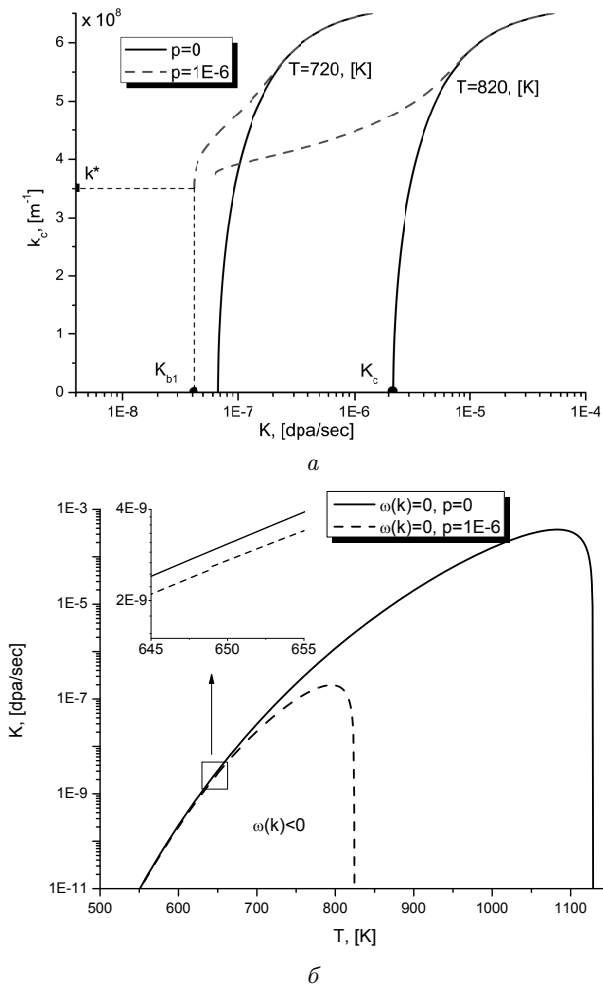 x 10⁸
p=0
p=1E-6
T=720, [K]
T=820, [K]
k*
K_b1
K_c
6
5
4
3
2
1
0
k_c, [m⁻¹]
1E-8 1E-7 1E-6 1E-5 1E-4
K, [dpa/sec]
а
ω(k)=0, p=0
ω(k)=0, p=1E-6
4E-9
2E-9
645 650 655
1E-3
1E-5
1E-7
1E-9
1E-11
K, [dpa/sec]
ω(k)<0
500 600 700 800 900 1000 1100
T, [K]
б